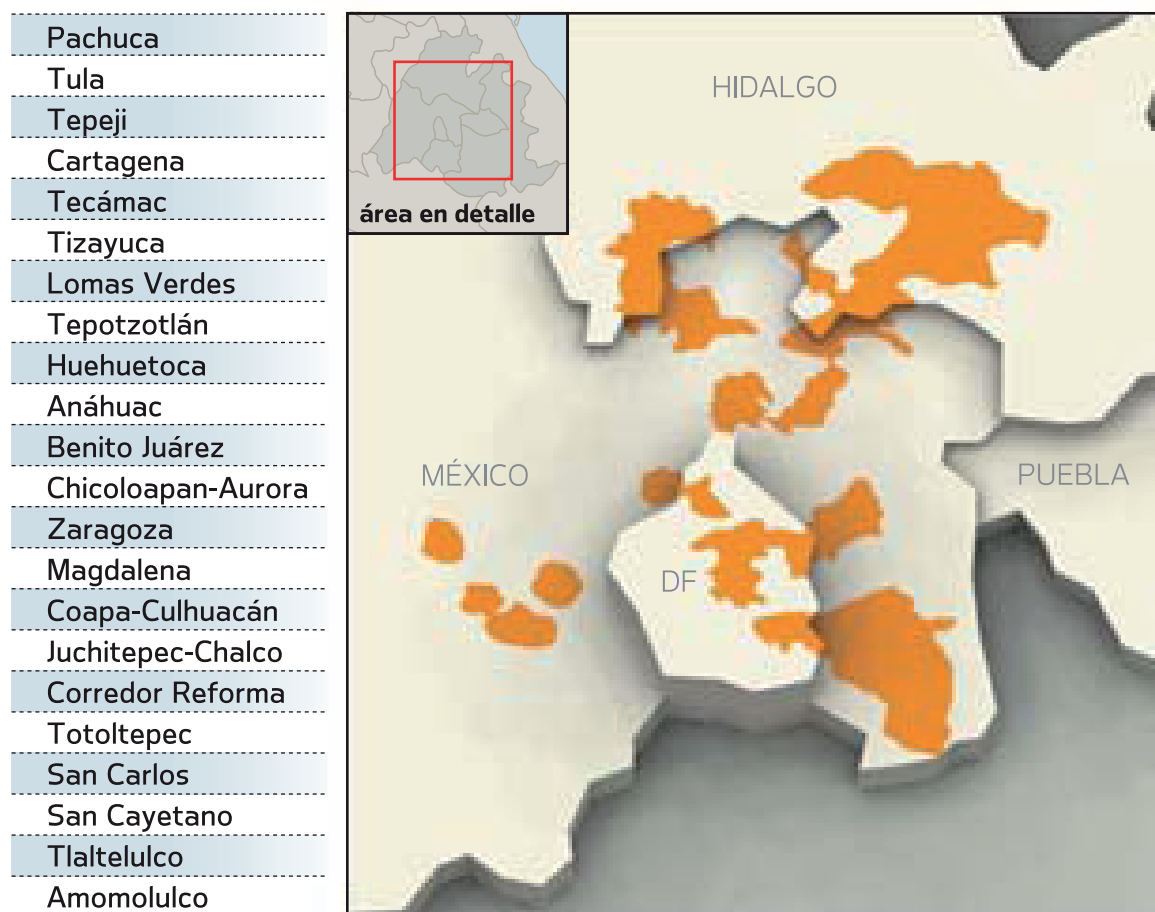 Pachuca
Tula
Tepeji
Cartagena
Tecámac
Tizayuca
Lomas Verdes
Tepotzotlán
Huehuetoca
Anáhuac
Benito Juárez
Chicoloapan-Aurora
Zaragoza
Magdalena
Coapa-Culhuacán
Juchitepec-Chalco
Corredor Reforma
Totoltepec
San Carlos
San Cayetano
Tlaltelulco
Amomolulco
área en detalle
HIDALGO
MÉXICO
PUEBLA
DF